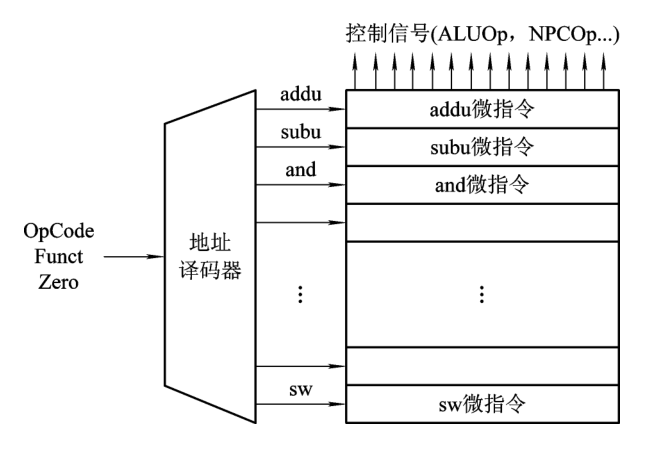 控制信号(ALUOp，NPCOp...)
addu
addu微指令
subu
subu微指令
and
and微指令
OpCode
Funct
Zero
地址
译码器
⋮
⋮
sw
sw微指令